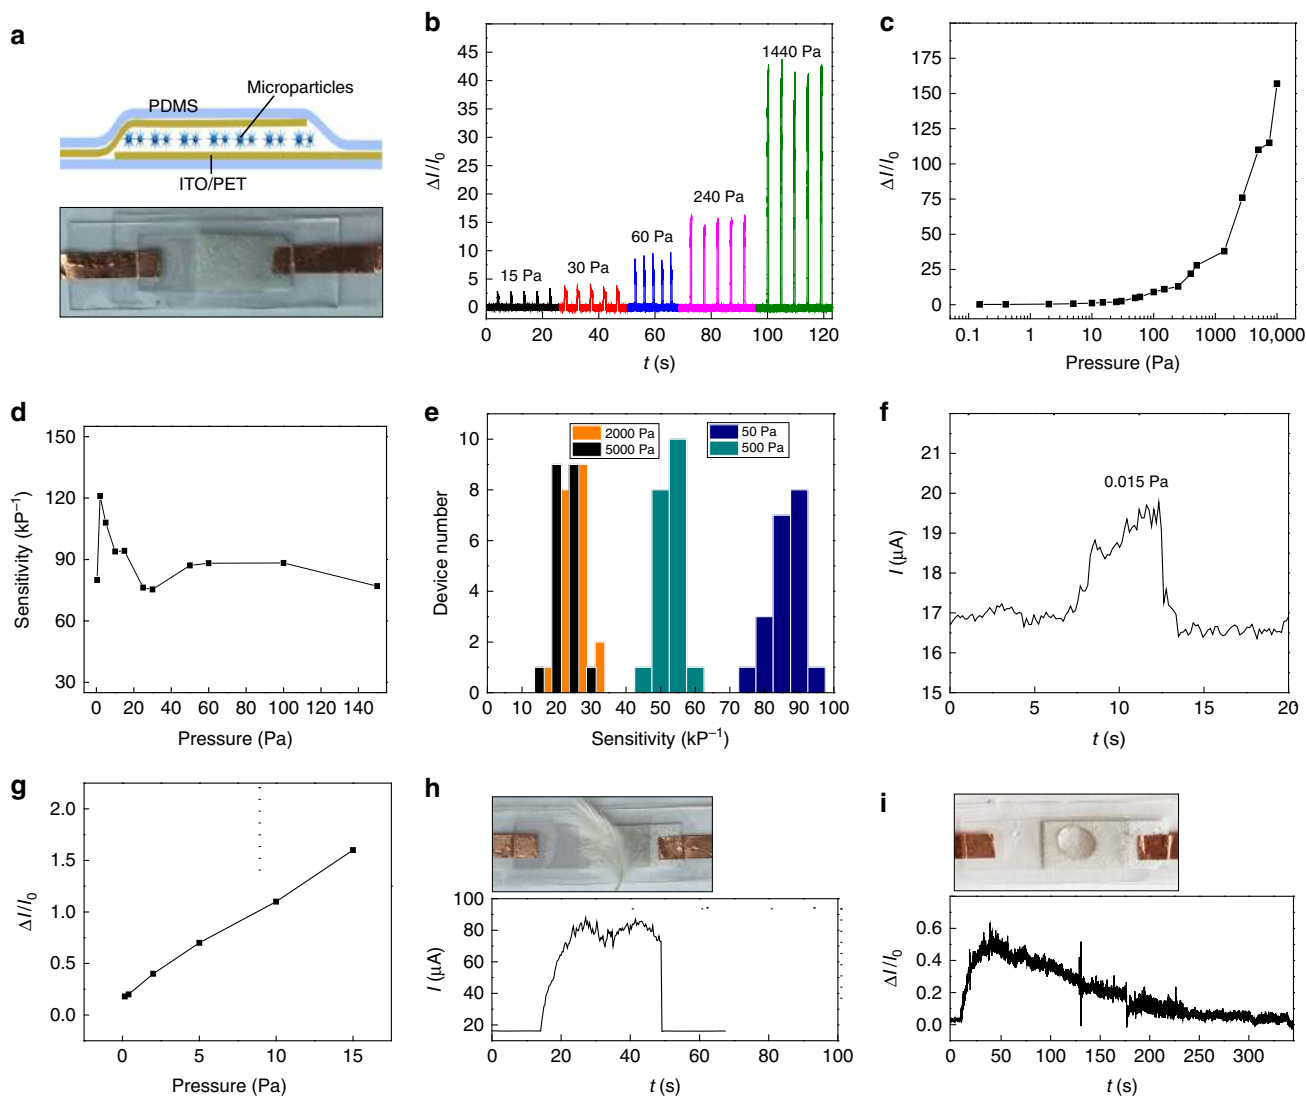 a
Microparticles
PDMS
ITO/PET
b
ΔI/I₀
45
40
35
30
25
20
15
10
5
0
15 Pa
30 Pa
60 Pa
240 Pa
1440 Pa
0 20 40 60 80 100 120
t (s)
c
ΔI/I₀
175
150
125
100
75
50
25
0
0.1 1 10 100 1000 10,000
Pressure (Pa)
d
Sensitivity (kP⁻¹)
150
120
90
60
30
0 20 40 60 80 100 120 140
Pressure (Pa)
e
Device number
10
8
6
4
2
0
2000 Pa
5000 Pa
50 Pa
500 Pa
0 10 20 30 40 50 60 70 80 90 100
Sensitivity (kP⁻¹)
f
I (μA)
21
20
19
18
17
16
15
0.015 Pa
0 5 10 15 20
t (s)
g
ΔI/I₀
2.0
1.5
1.0
0.5
0.0
0 5 10 15
Pressure (Pa)
h
I (μA)
100
80
60
40
20
0 20 40 60 80 100
t (s)
i
ΔI/I₀
0.6
0.4
0.2
0.0
0 50 100 150 200 250 300
t (s)